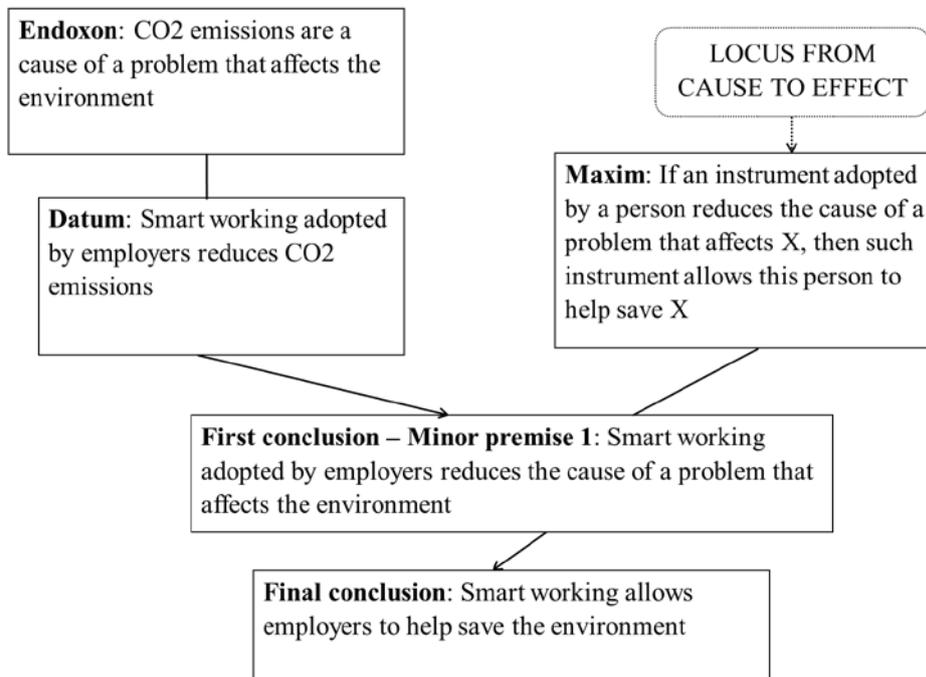 Endoxon: CO2 emissions are a
cause of a problem that affects the
environment
LOCUS FROM
CAUSE TO EFFECT
Datum: Smart working adopted
by employers reduces CO2
emissions
Maxim: If an instrument adopted
by a person reduces the cause of a
problem that affects X, then such
instrument allows this person to
help save X
First conclusion – Minor premise 1: Smart working
adopted by employers reduces the cause of a problem that
affects the environment
Final conclusion: Smart working allows
employers to help save the environment